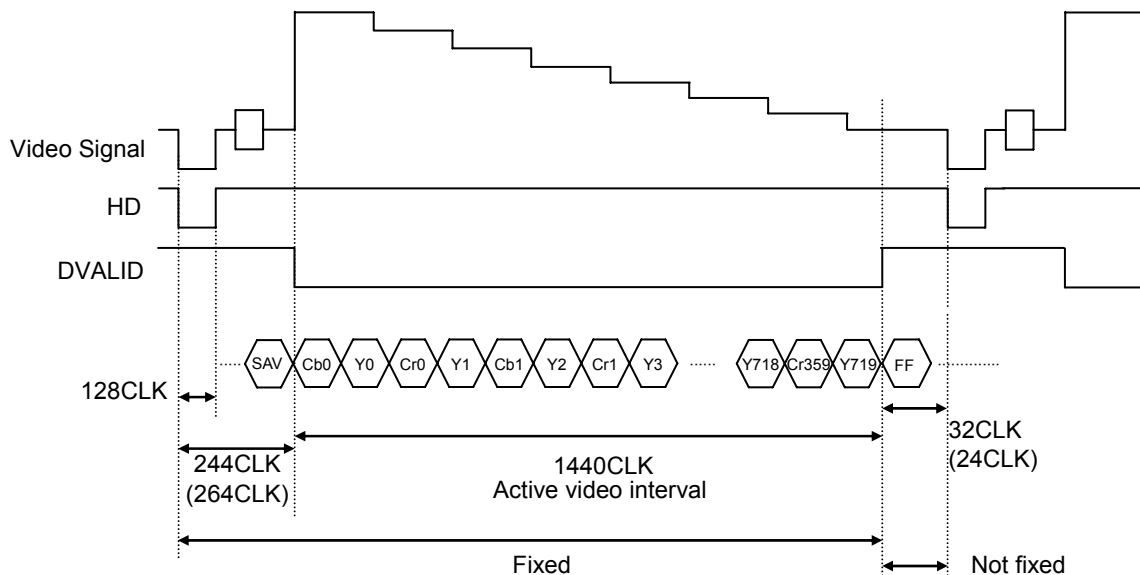 Video Signal
HD
DVALID
SAV Cb0 Y0 Cr0 Y1 Cb1 Y2 Cr1 Y3 Y718 Cr359 Y719 FF
128CLK
244CLK
(264CLK)
1440CLK
Active video interval
32CLK
(24CLK)
Fixed
Not fixed